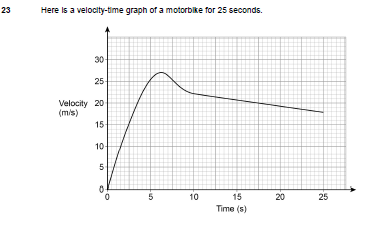 23 Here is a velocity-time graph of a motorbike for 25 seconds.
30
25
Velocity
(m/s)
20
15
10
5
0
0 5 10 15 20 25
Time (s)